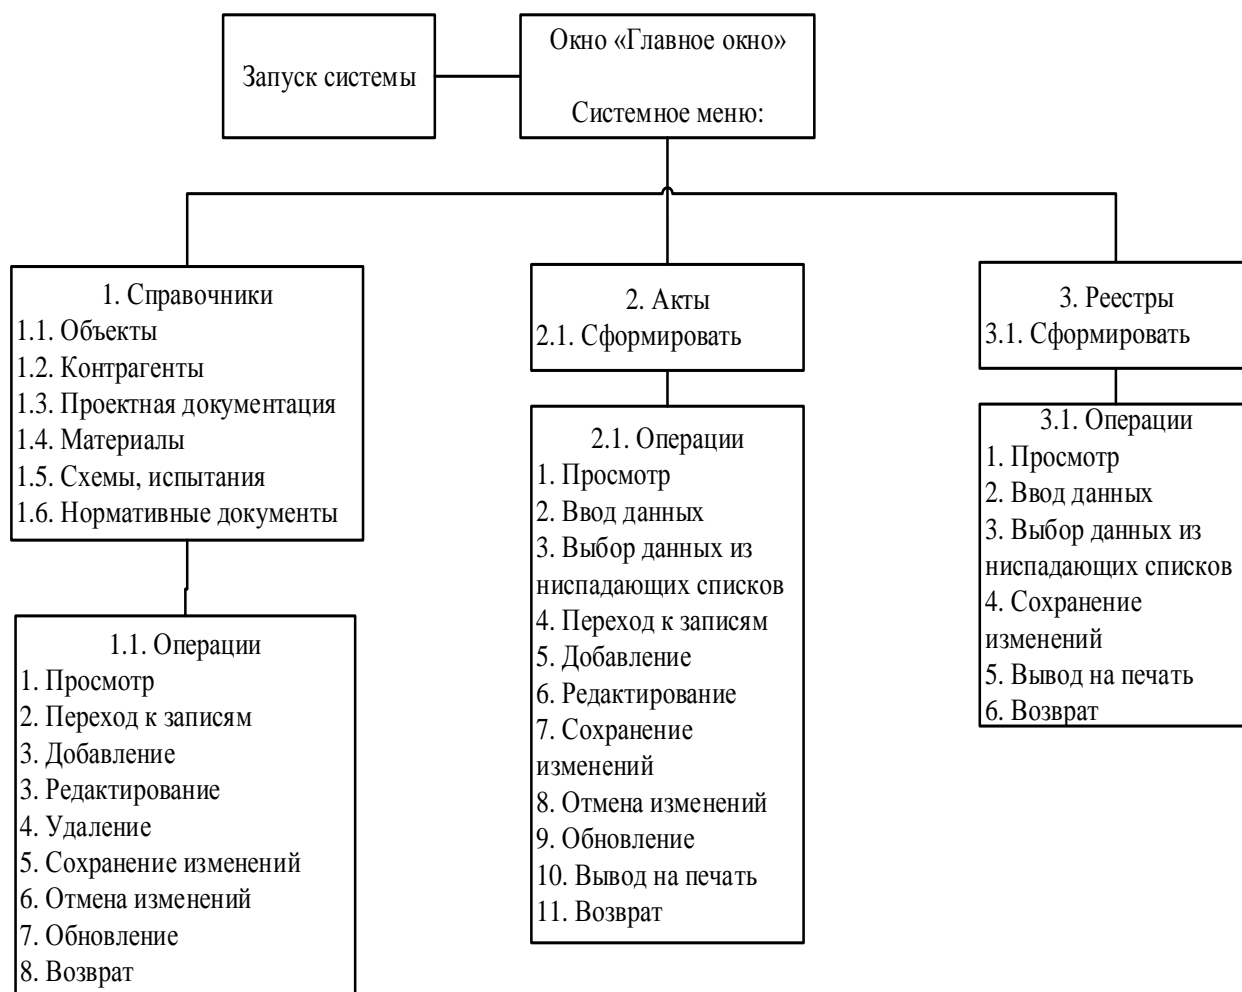 Запуск системы
Окно «Главное окно»
Системное меню:
1. Справочники
1.1. Объекты
1.2. Контрагенты
1.3. Проектная документация
1.4. Материалы
1.5. Схемы, испытания
1.6. Нормативные документы
1.1. Операции
1. Просмотр
2. Переход к записям
3. Добавление
3. Редактирование
4. Удаление
5. Сохранение изменений
6. Отмена изменений
7. Обновление
8. Возврат
2. Акты
2.1. Сформировать
2.1. Операции
1. Просмотр
2. Ввод данных
3. Выбор данных из
ниспадающих списков
4. Переход к записям
5. Добавление
6. Редактирование
7. Сохранение
изменений
8. Отмена изменений
9. Обновление
10. Вывод на печать
11. Возврат
3. Реестры
3.1. Сформировать
3.1. Операции
1. Просмотр
2. Ввод данных
3. Выбор данных из
ниспадающих списков
4. Сохранение
изменений
5. Вывод на печать
6. Возврат